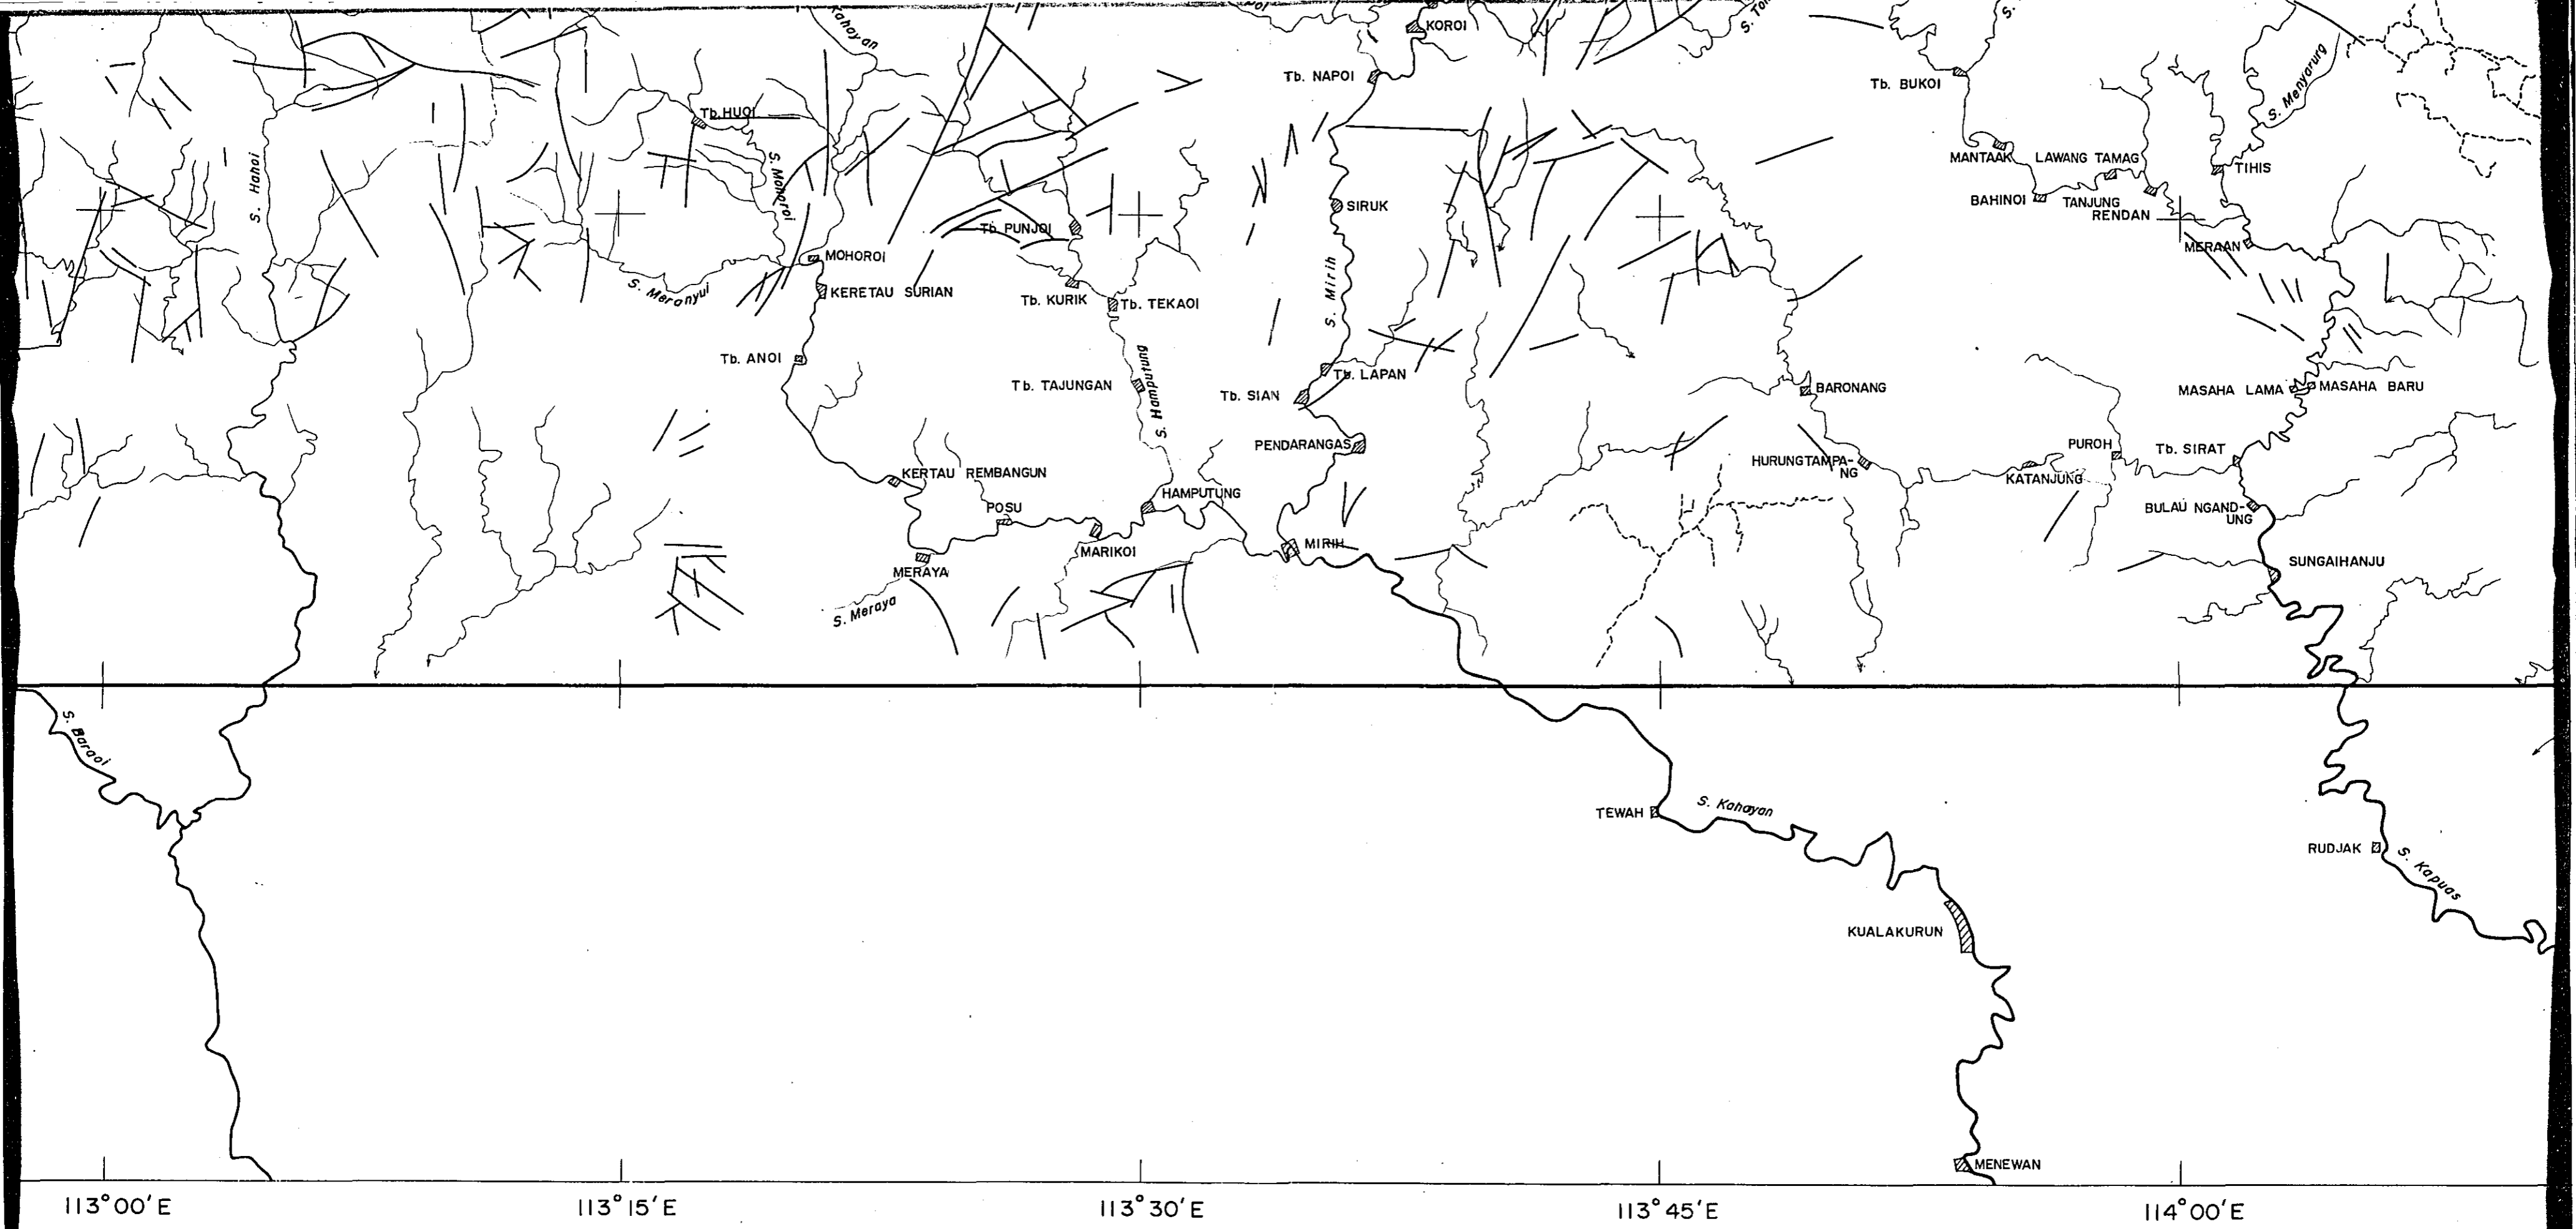 Kahayan
KOROI
Tb. NAPOI
Tb. BUKOI
S. Menyarung
Tb. HUOI
S. Hahoi
S. Mohoroi
MANTAAK
LAWANG TAMAG
TIHIS
SIRUK
BAHINOI
TANJUNG
RENDAN
Tb. PUNJOI
MERAAN
MOHOROI
S. Meranyui
KERETAU SURIAN
Tb. KURIK
Tb. TEKAOI
S. Mirih
Tb. ANOI
Tb. TAJUNGAN
S. Hamputung
Tb. LAPAN
Tb. SIAN
BARONANG
MASAHA LAMA
MASAHA BARU
PENDARANGAS
PUROH
Tb. SIRAT
HURUNGTAMPA-
NG
KATANJUNG
KERTAU REMBANGUN
HAMPUTUNG
POSU
BULAU NGAND-
UNG
MARIKOI
MIRIH
MERAYA
SUNGAIHANJU
S. Meraya
S. Baraoi
TEWAH
S. Kahayan
RUDJAK
S. Kapuas
KUALAKURUN
MENEWAN
113°00'E
113°15'E
113°30'E
113°45'E
114°00'E